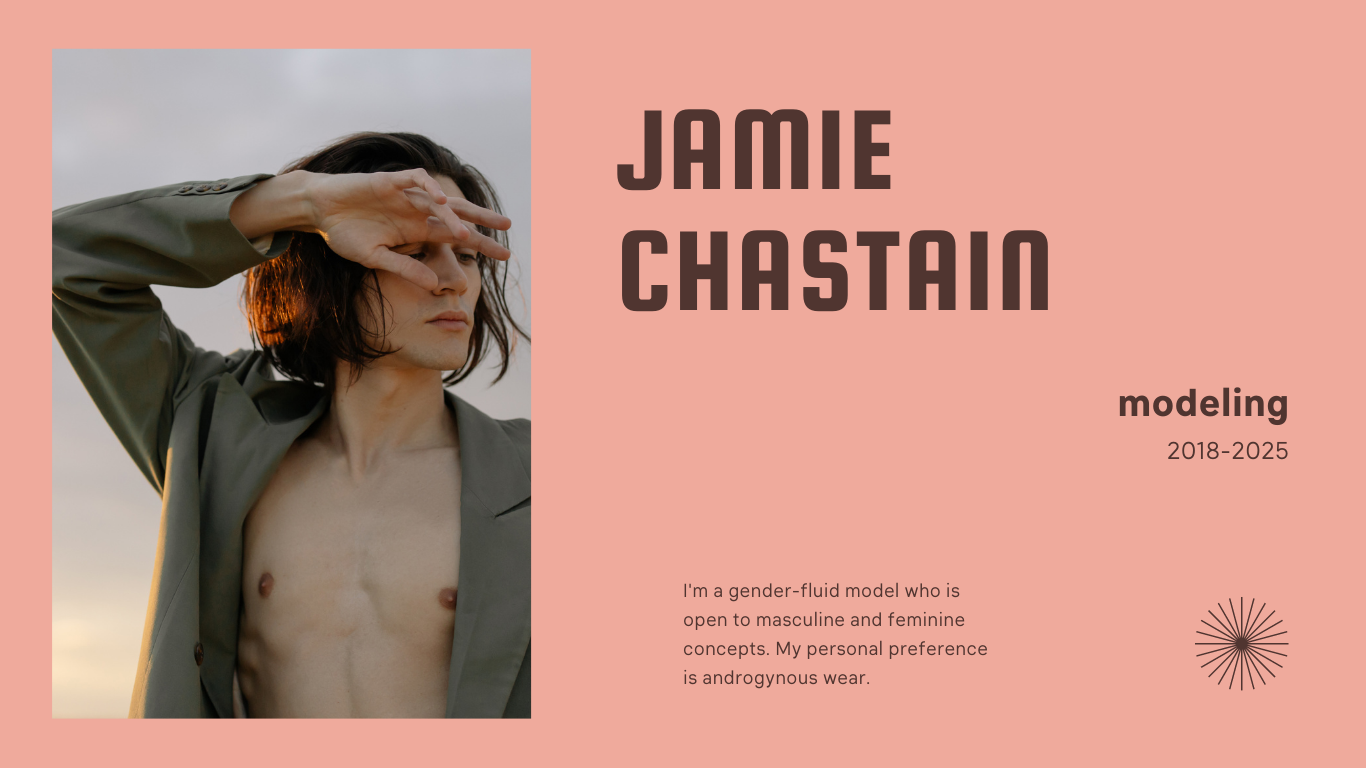 JAMIE
CHASTAIN
modeling
2018-2025
I'm a gender-fluid model who is
open to masculine and feminine
concepts. My personal preference
is androgynous wear.